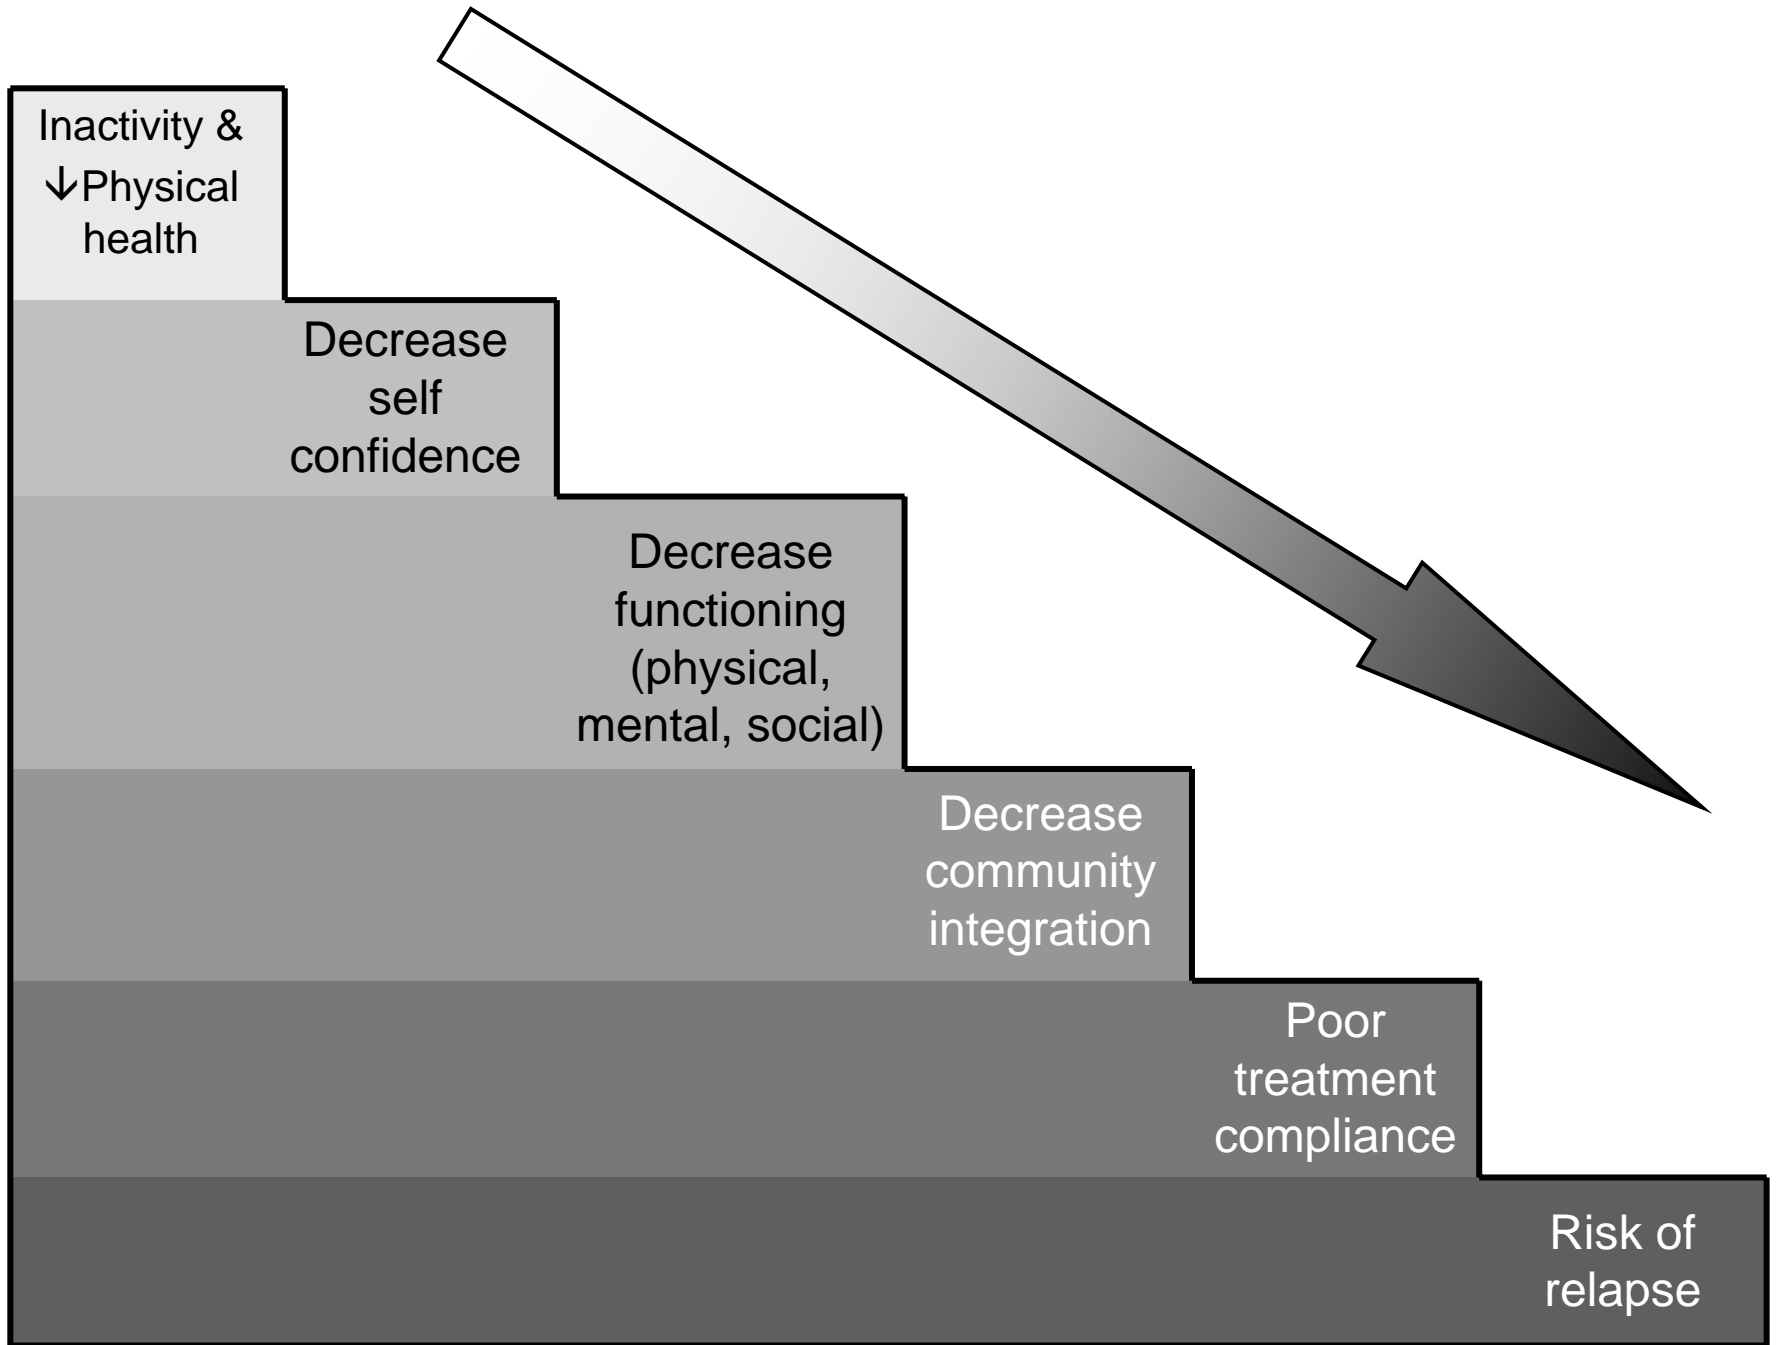 Inactivity &
↓Physical
health
Decrease
self
confidence
Decrease
functioning
(physical,
mental, social)
Decrease
community
integration
Poor
treatment
compliance
Risk of
relapse